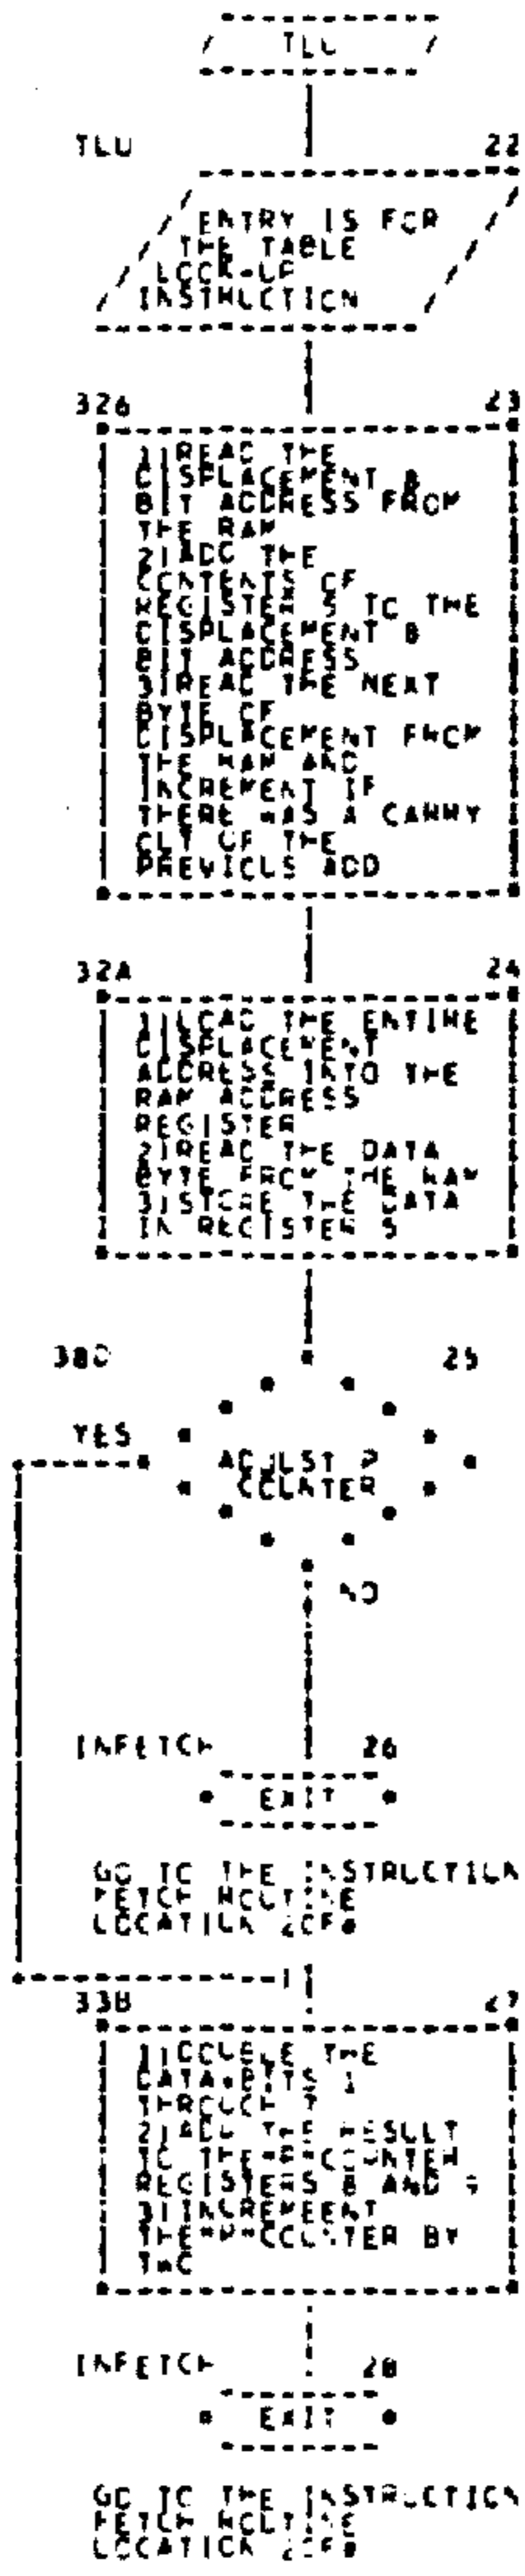 TLU
TLU 22
ENTRY IS FOR
THE TABLE
LOOK-UP
INSTRUCTION
326 23
1)READ THE
DISPLACEMENT B
BIT ADDRESS FROM
THE RAM
2)ADD THE
CONTENTS OF
REGISTER S TO THE
DISPLACEMENT B
BIT ADDRESS
3)READ THE NEXT
BYTE OF
DISPLACEMENT FROM
THE RAM AND
INCREMENT IF
THERE WAS A CARRY
OUT OF THE
PREVIOUS ADD
32A 24
1)LOAD THE ENTIRE
DISPLACEMENT
ADDRESS INTO THE
RAM ADDRESS
REGISTER
2)READ THE DATA
BYTE FROM THE RAM
3)STORE THE DATA
IN REGISTER S
38D 25
YES
ADJUST P
COUNTER
NO
INFETCH 26
EXIT
GO TO THE INSTRUCTION
FETCH ROUTINE
LOCATION
33B 27
1)DOUBLE THE
DATA BITS 1
THROUGH 7
2)ADD THE RESULT
TO THE "P" COUNTER
REGISTERS B AND
3)INCREMENT
THE "P" COUNTER BY
TWO
INFETCH 28
EXIT
GO TO THE INSTRUCTION
FETCH ROUTINE
LOCATION